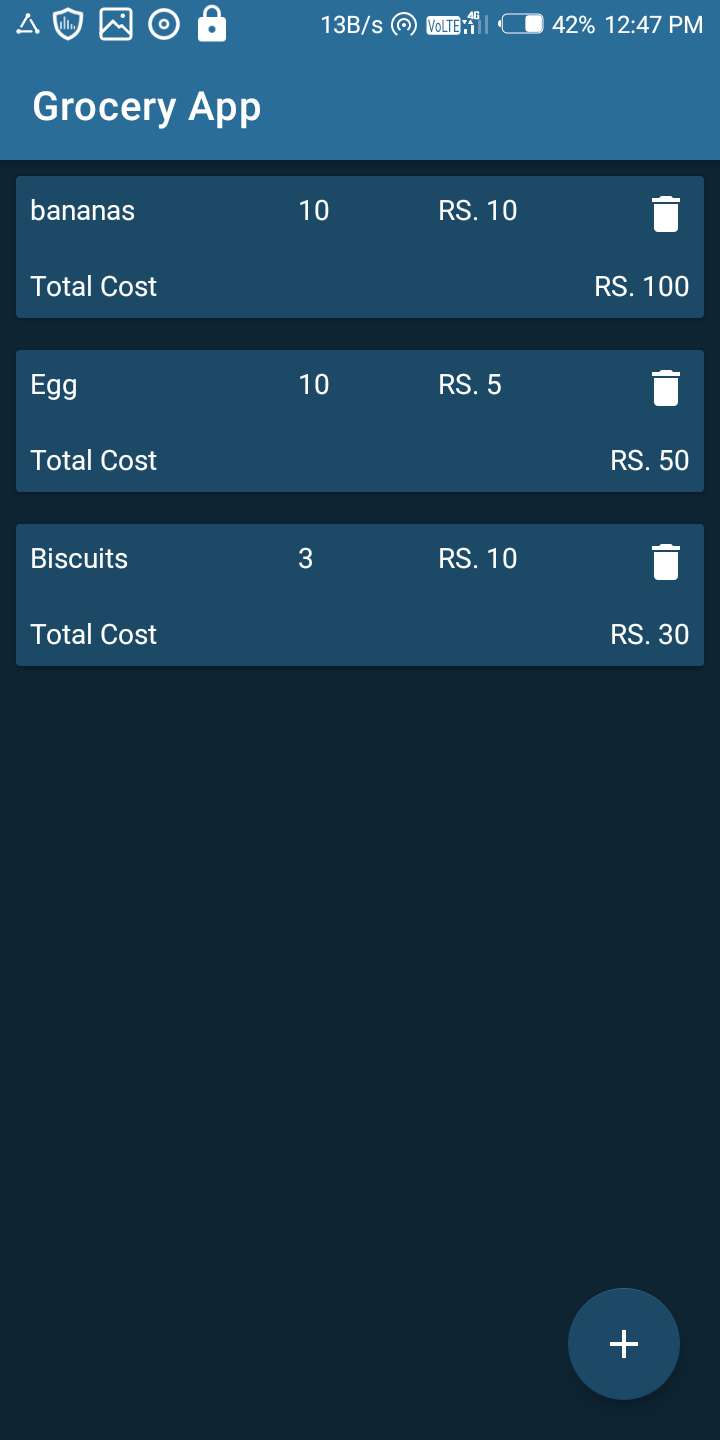 13B/s VoLTE 4G 42% 12:47 PM
Grocery App
bananas 10 RS. 10
Total Cost RS. 100
Egg 10 RS. 5
Total Cost RS. 50
Biscuits 3 RS. 10
Total Cost RS. 30